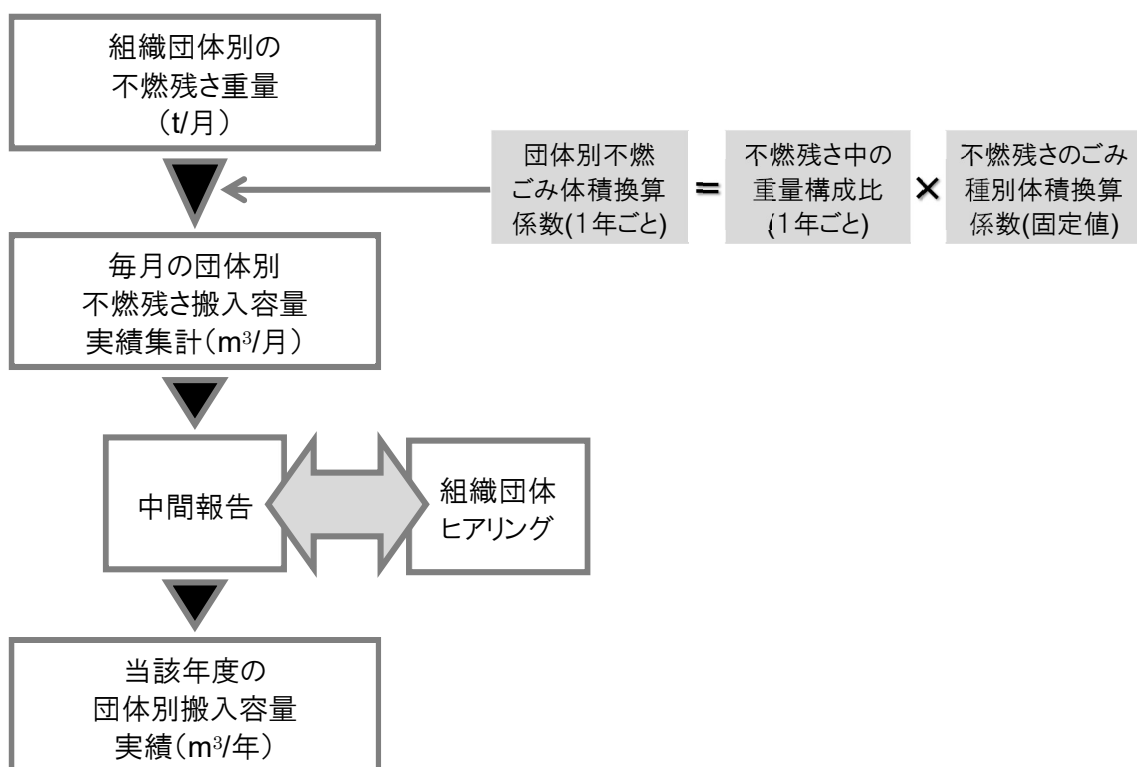 組織団体別の
不燃残さ重量
（t/月）
団体別不燃
ごみ体積換算
係数(1年ごと)
=
不燃残さ中の
重量構成比
(1年ごと)
×
不燃残さのごみ
種別体積換算
係数(固定値)
毎月の団体別
不燃残さ搬入容量
実績集計（m³/月）
中間報告
組織団体
ヒアリング
当該年度の
団体別搬入容量
実績（m³/年）